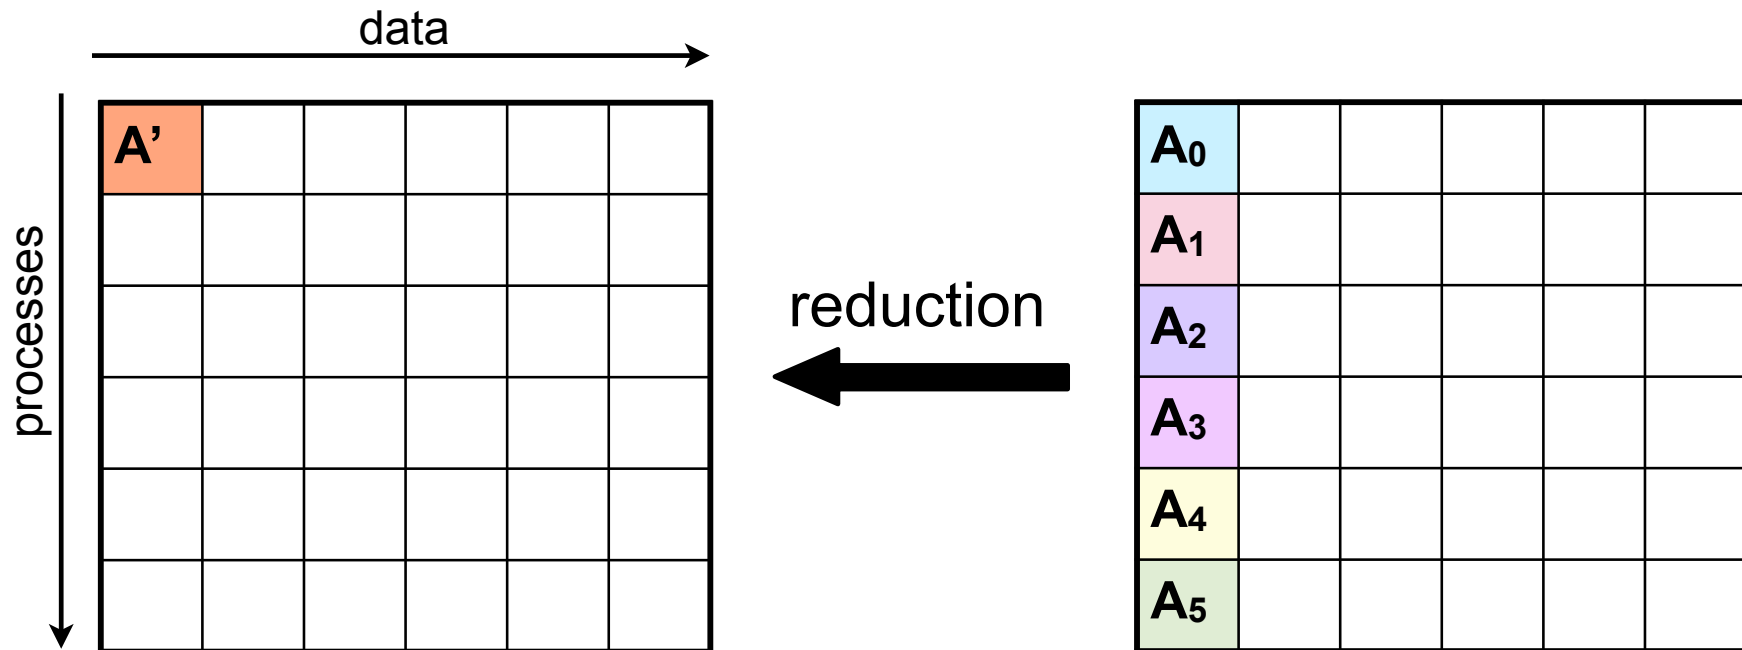 data
processes
A’
reduction
A0
A1
A2
A3
A4
A5